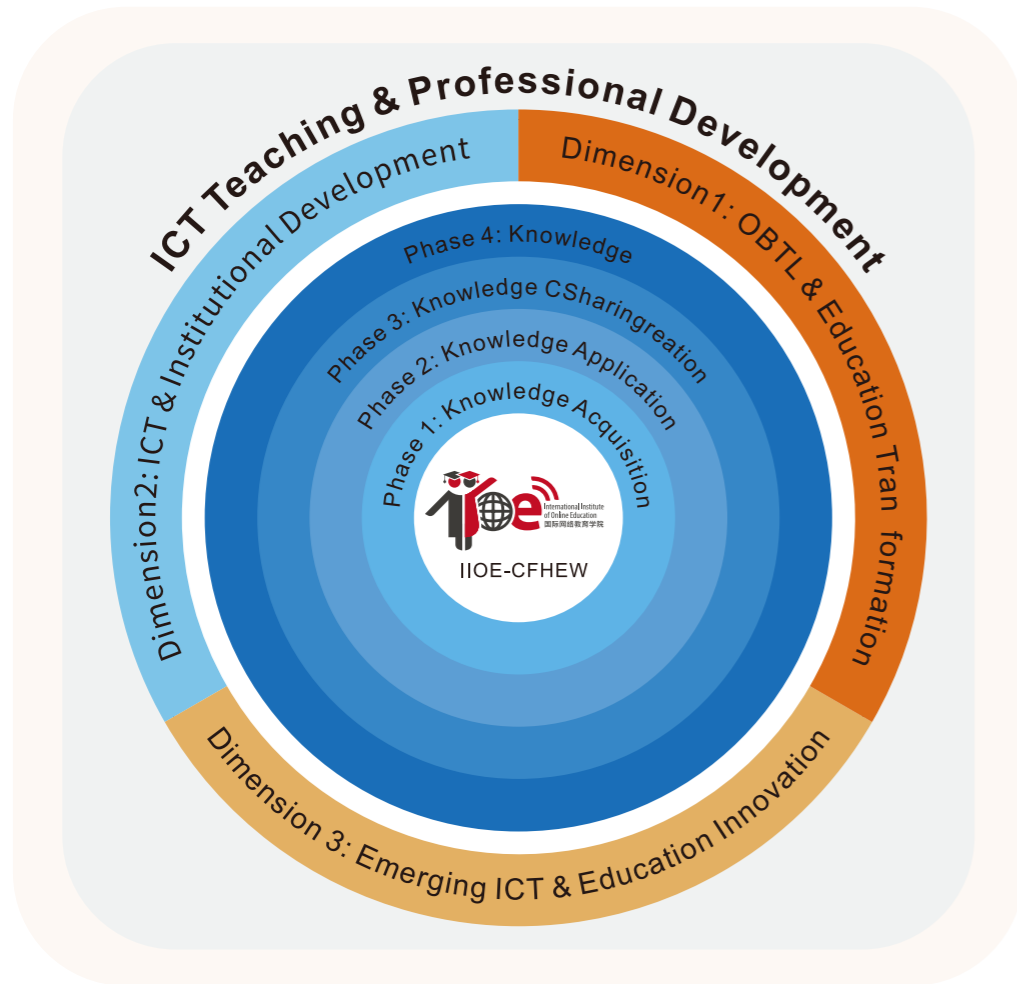 ICT Teaching & Professional Development
Dimension1: OBTL & Education Tran formation
Dimension2: ICT & Institutional Development
Dimension 3: Emerging ICT & Education Innovation
Phase 4: Knowledge
Phase 3: Knowledge CSharingreation
Phase 2: Knowledge Application
Phase 1: Knowledge Acquisition
IIOE
International Institute
of Online Education
国际网络教育学院
IIOE-CFHEW